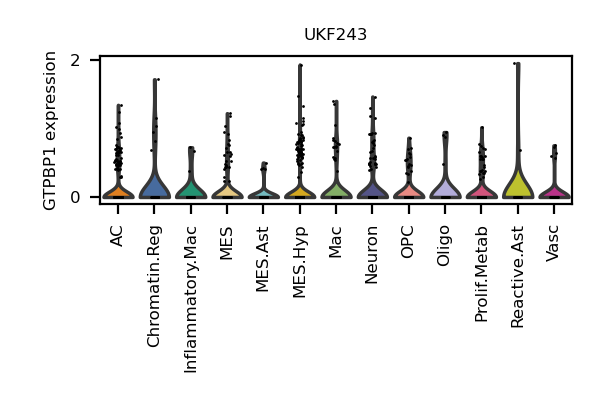 UKF243
GTPBP1 expression
2
0
AC
Chromatin.Reg
Inflammatory.Mac
MES
MES.Ast
MES.Hyp
Mac
Neuron
OPC
Oligo
Prolif.Metab
Reactive.Ast
Vasc